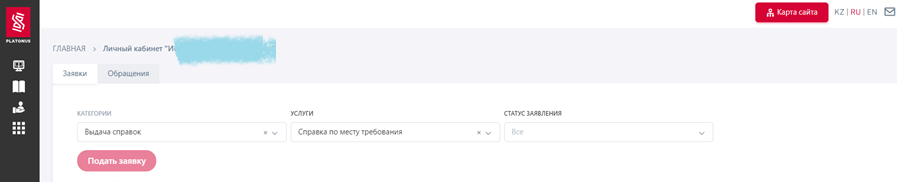 Карта сайта
KZ | RU | EN
PLATONUS
ГЛАВНАЯ > Личный кабинет
Заявки
Обращения
КАТЕГОРИИ
УСЛУГИ
СТАТУС ЗАЯВЛЕНИЯ
Выдача справок
Справка по месту требования
Все
Подать заявку